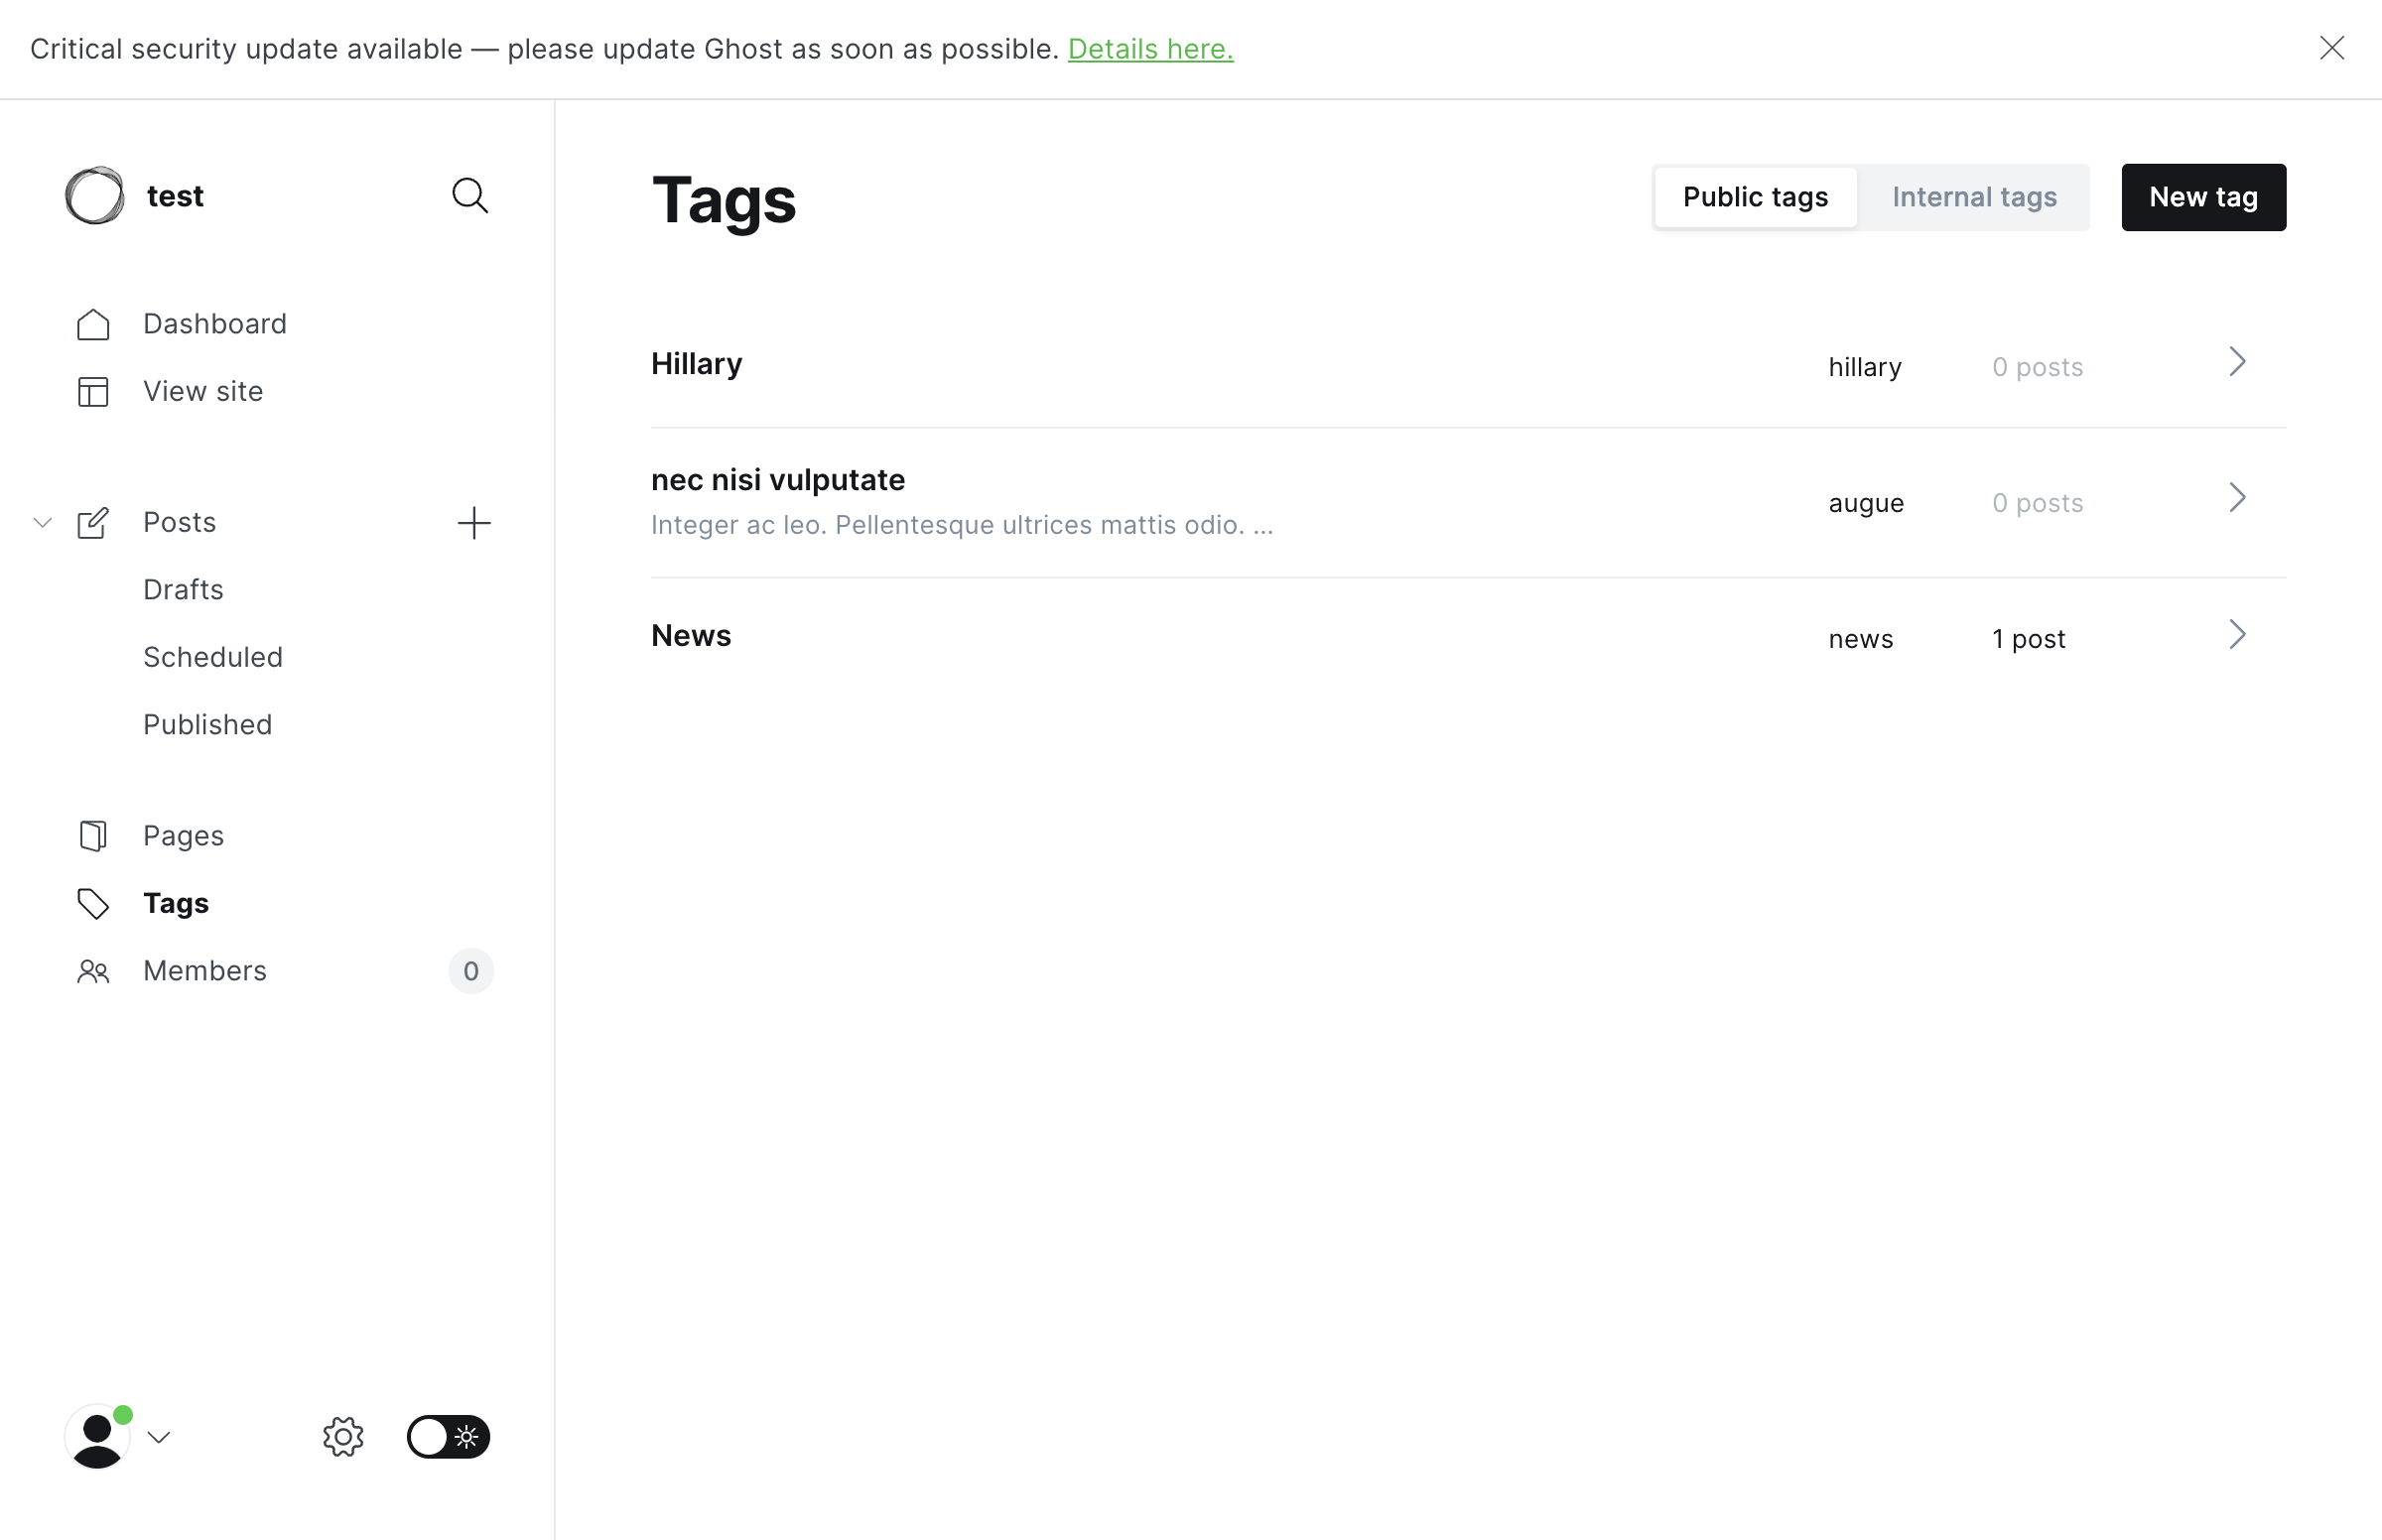 Critical security update available — please update Ghost as soon as possible. Details here.
test
Dashboard
View site
Posts
Drafts
Scheduled
Published
Pages
Tags
Members 0
Tags
Public tags Internal tags New tag
Hillary hillary 0 posts
nec nisi vulputate
Integer ac leo. Pellentesque ultrices mattis odio. ...
augue 0 posts
News news 1 post